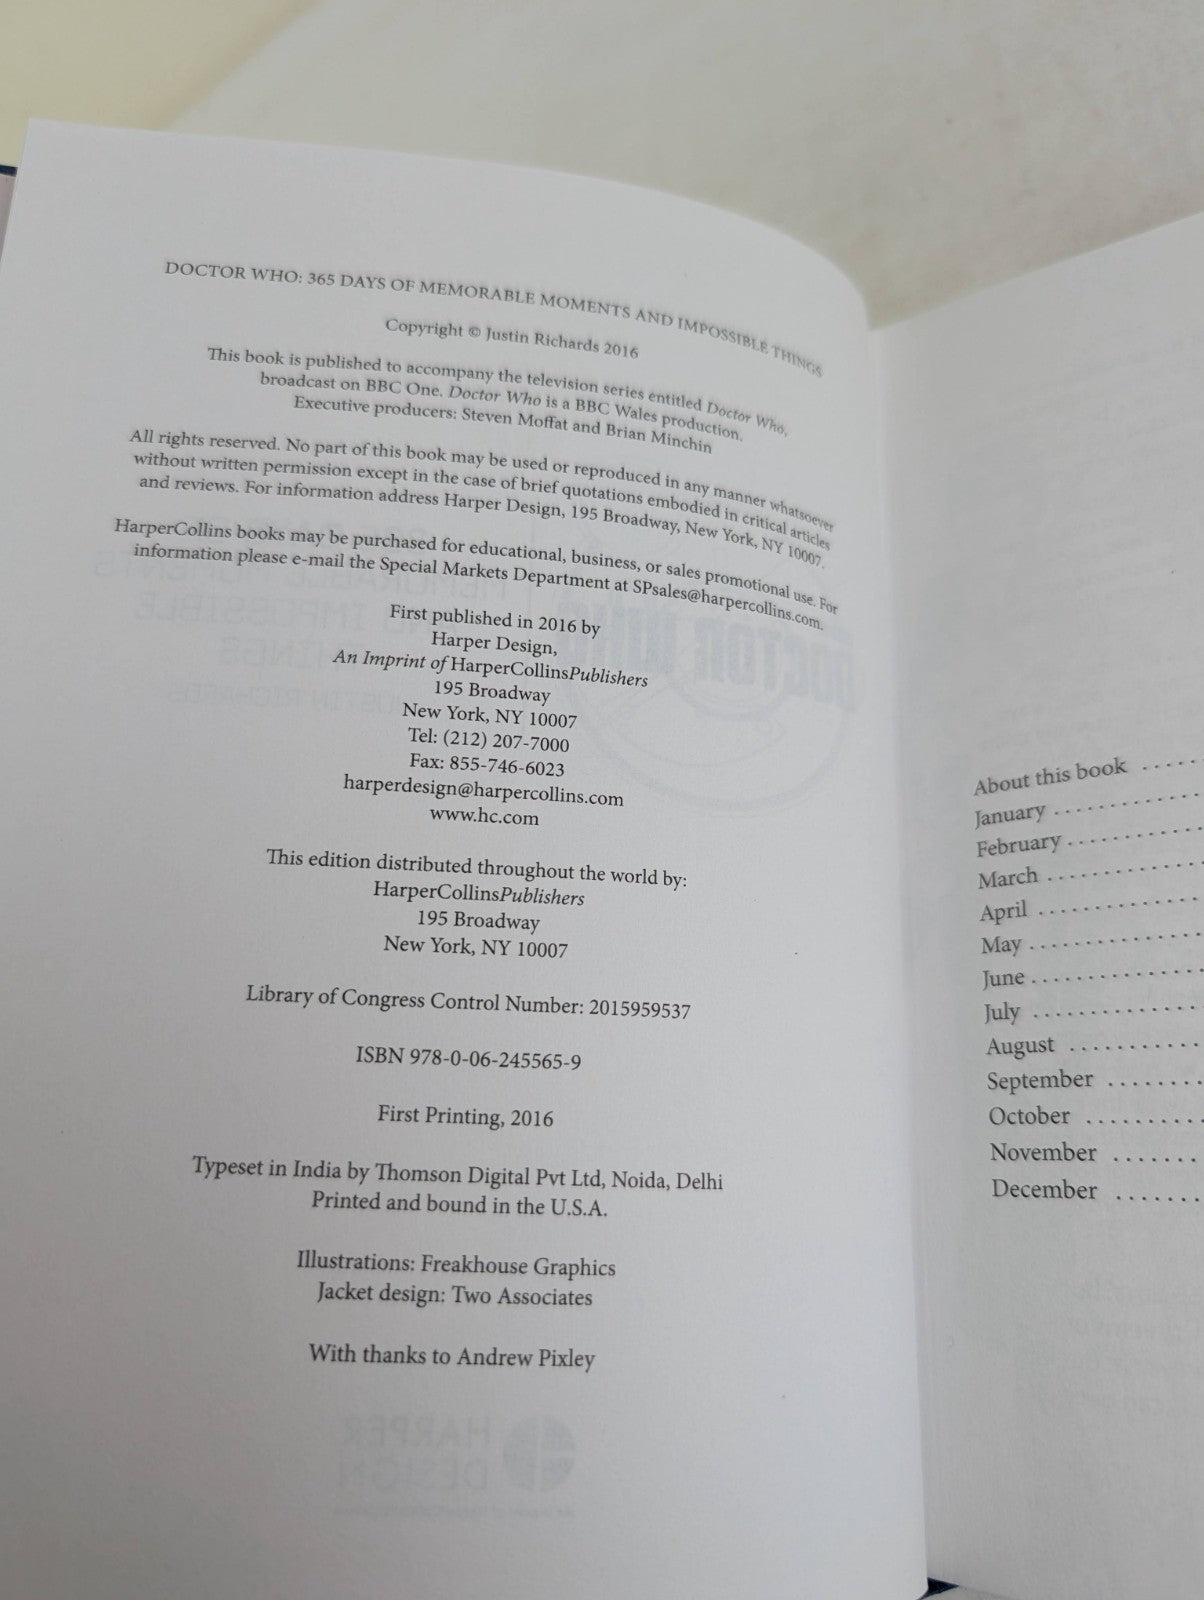 DOCTOR WHO: 365 DAYS OF MEMORABLE MOMENTS AND IMPOSSIBLE THINGS
Copyright © Justin Richards 2016
This book is published to accompany the television series entitled Doctor Who,
broadcast on BBC One. Doctor Who is a BBC Wales production.
Executive producers: Steven Moffat and Brian Minchin
All rights reserved. No part of this book may be used or reproduced in any manner whatsoever
without written permission except in the case of brief quotations embodied in critical articles
and reviews. For information address Harper Design, 195 Broadway, New York, NY 10007.
HarperCollins books may be purchased for educational, business, or sales promotional use. For
information please e-mail the Special Markets Department at SPsales@harpercollins.com.
First published in 2016 by
Harper Design,
An Imprint of HarperCollinsPublishers
195 Broadway
New York, NY 10007
Tel: (212) 207-7000
Fax: 855-746-6023
harperdesign@harpercollins.com
www.hc.com
This edition distributed throughout the world by:
HarperCollinsPublishers
195 Broadway
New York, NY 10007
Library of Congress Control Number: 2015959537
ISBN 978-0-06-245565-9
First Printing, 2016
Typeset in India by Thomson Digital Pvt Ltd, Noida, Delhi
Printed and bound in the U.S.A.
Illustrations: Freakhouse Graphics
Jacket design: Two Associates
With thanks to Andrew Pixley
About this book .....
January ............
February ...........
March .............
April ..............
May ..............
June ..............
July ..............
August ...........
September ........
October ..........
November .......
December .......